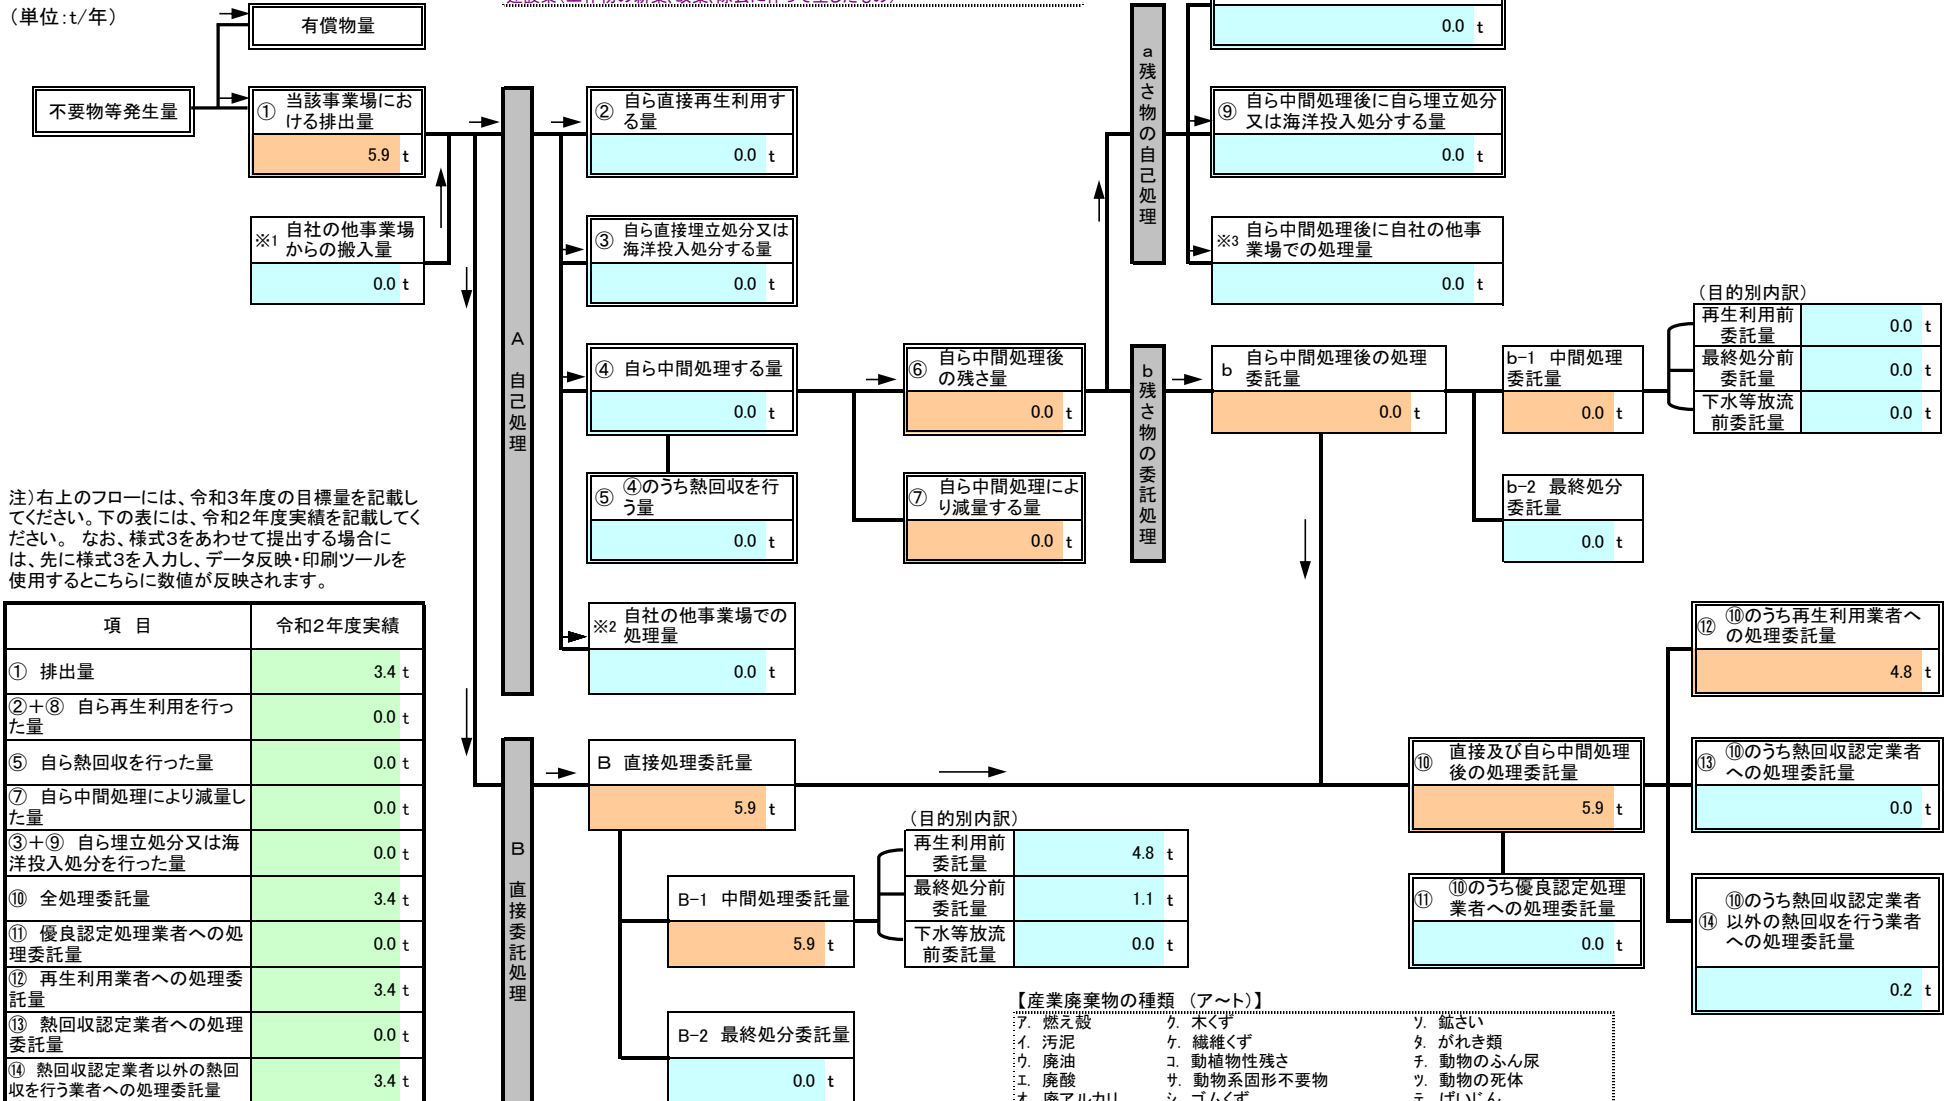 (単位:t/年)
有償物量
0.0 t
不要物等発生量
① 当該事業場にお
ける排出量
5.9 t
② 自ら直接再生利用す
る量
0.0 t
a 残さ物の自己処理
⑨ 自ら中間処理後に自ら埋立処分
又は海洋投入処分する量
0.0 t
※1 自社の他事業場
からの搬入量
0.0 t
③ 自ら直接埋立処分又は
海洋投入処分する量
0.0 t
※3 自ら中間処理後に自社の他事
業場での処理量
0.0 t
A 自己処理
④ 自ら中間処理する量
0.0 t
⑥ 自ら中間処理後
の残さ量
0.0 t
b 残さ物の委託処理
b 自ら中間処理後の処理
委託量
0.0 t
b-1 中間処理
委託量
0.0 t
(目的別内訳)
再生利用前
委託量
0.0 t
最終処分前
委託量
0.0 t
下水等放流
前委託量
0.0 t
⑤ ④のうち熱回収を行
う量
0.0 t
⑦ 自ら中間処理によ
り減量する量
0.0 t
b-2 最終処分
委託量
0.0 t
注)右上のフローには、令和3年度の目標量を記載し
てください。下の表には、令和2年度実績を記載してく
ださい。 なお、様式3をあわせて提出する場合に
は、先に様式3を入力し、データ反映・印刷ツールを
使用するとこちらに数値が反映されます。
※2 自社の他事業場での
処理量
0.0 t
項 目 令和2年度実績
① 排出量 3.4 t
②+⑧ 自ら再生利用を行っ
た量 0.0 t
⑤ 自ら熱回収を行った量 0.0 t
⑦ 自ら中間処理により減量し
た量 0.0 t
③+⑨ 自ら埋立処分又は海
洋投入処分を行った量 0.0 t
⑩ 全処理委託量 3.4 t
⑪ 優良認定処理業者への処
理委託量 0.0 t
⑫ 再生利用業者への処理委
託量 3.4 t
⑬ 熱回収認定業者への処理
委託量 0.0 t
⑭ 熱回収認定業者以外の熱回
収を行う業者への処理委託量 3.4 t
B 直接委託処理
B 直接処理委託量
5.9 t
B-1 中間処理委託量
5.9 t
(目的別内訳)
再生利用前
委託量
4.8 t
最終処分前
委託量
1.1 t
下水等放流
前委託量
0.0 t
B-2 最終処分委託量
0.0 t
⑩ 直接及び自ら中間処理
後の処理委託量
5.9 t
⑪ ⑩のうち優良認定処理
業者への処理委託量
0.0 t
⑫ ⑩のうち再生利用業者へ
の処理委託量
4.8 t
⑬ ⑩のうち熱回収認定業者
への処理委託量
0.0 t
⑩のうち熱回収認定業者
⑭ 以外の熱回収を行う業者
への処理委託量
0.2 t
【産業廃棄物の種類 (ア~ト)】
ア. 燃え殻 ク. 木くず ソ. 鉱さい
イ. 汚泥 ケ. 繊維くず タ. がれき類
ウ. 廃油 コ. 動植物性残さ チ. 動物のふん尿
エ. 廃酸 サ. 動物系固形不要物 ツ. 動物の死体
オ. 廃アルカリ シ. ゴムくず テ. ばいじん